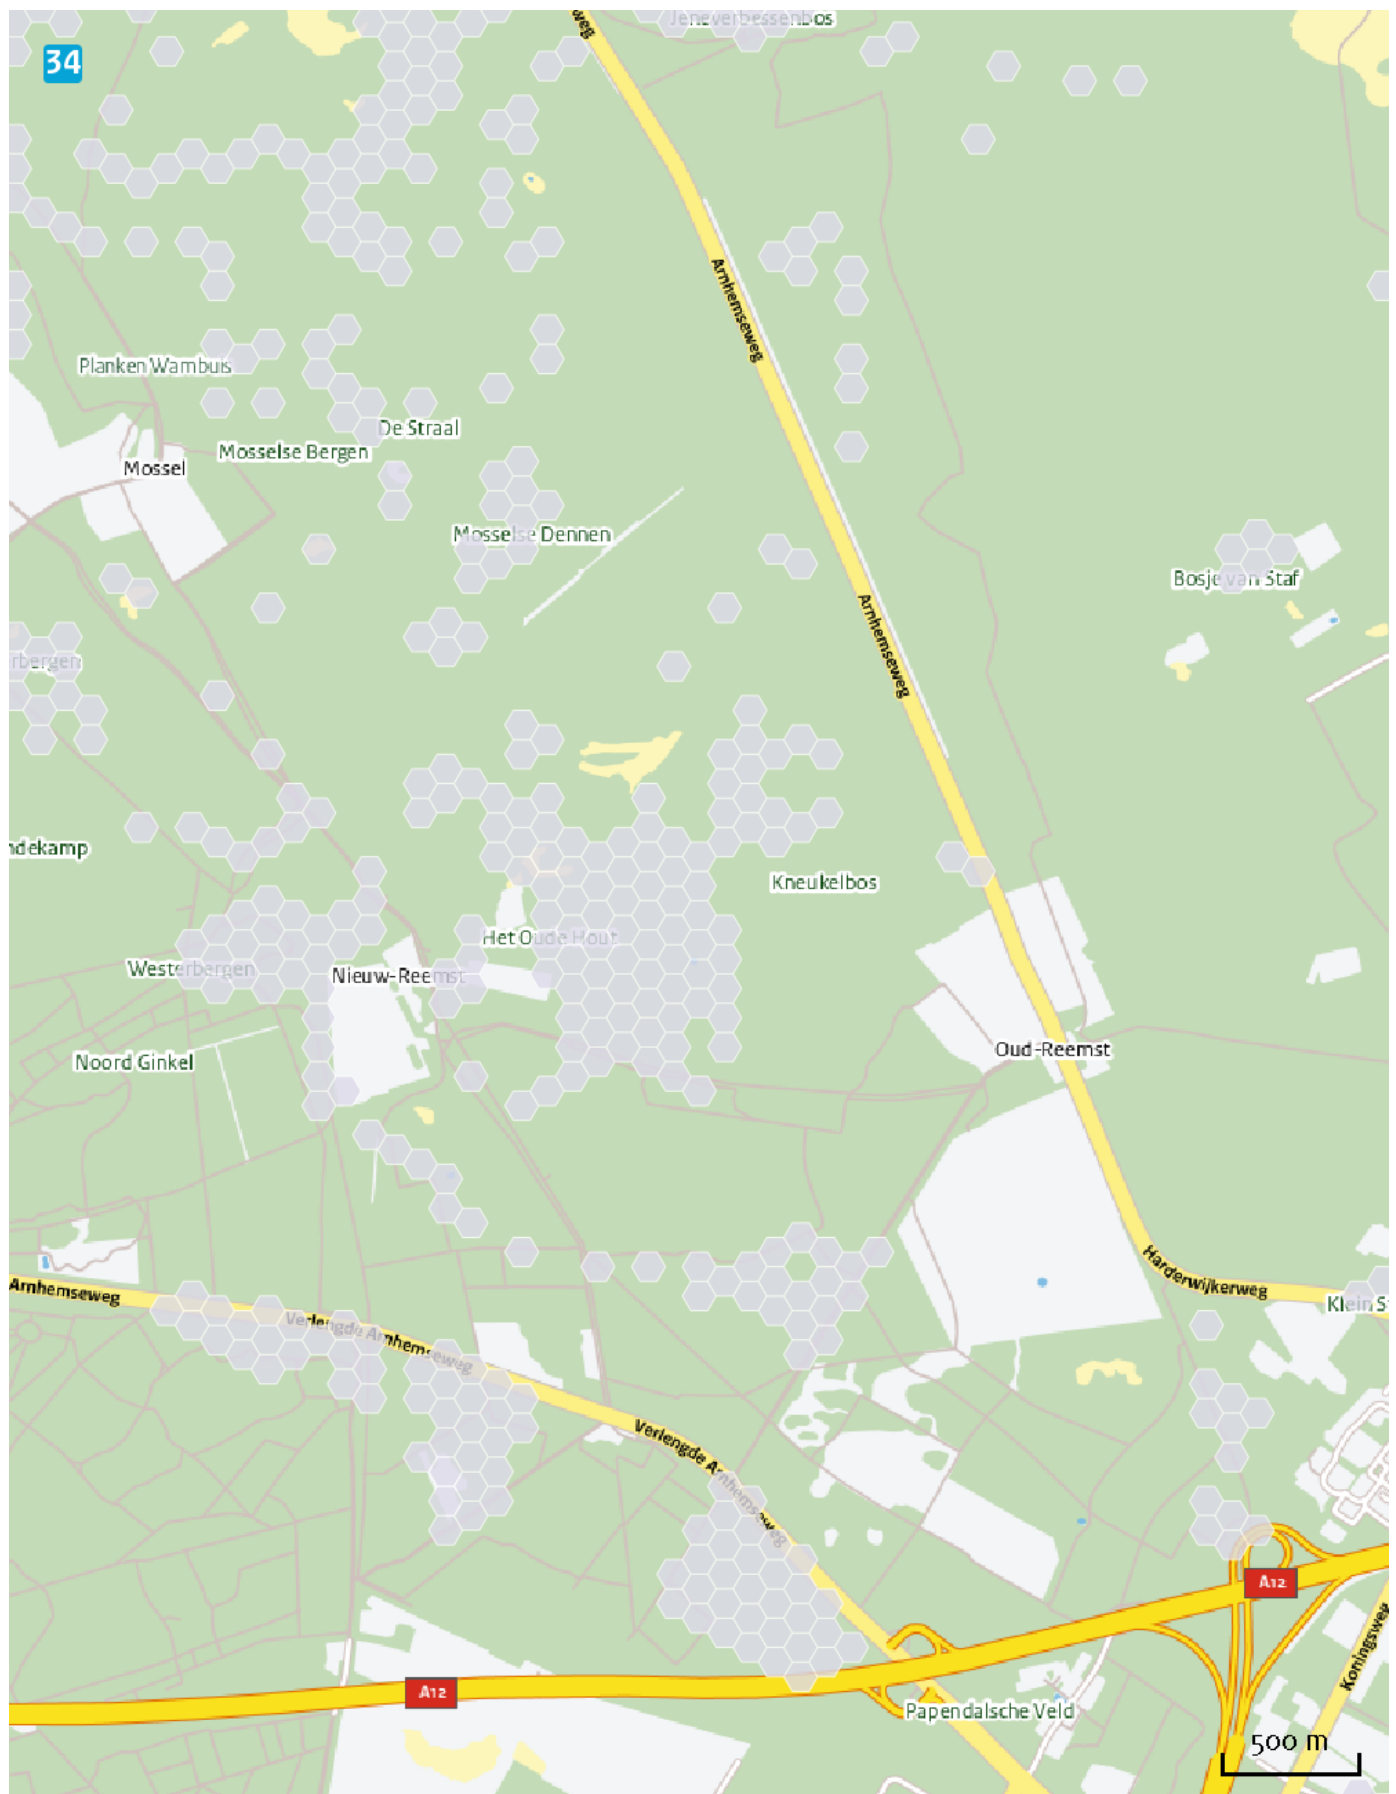 weg
Jeneverbessenbos
34
Arnhemseweg
Planken Wambuis
De Straal
Mosselse Bergen
Mossel
Mosselse Dennen
Bosje van Staf
Arnhemseweg
rbergen
ndekamp
Kneukelbos
Het Oude Hout
Westerbergen
Nieuw-Reemst
Oud-Reemst
Noord Ginkel
Harderwijkerweg
Arnhemseweg
Klein S
Verlengde Arnhemseweg
Verlengde Arnhemseweg
A12
Koningsweg
A12
Papendalsche Veld
500 m